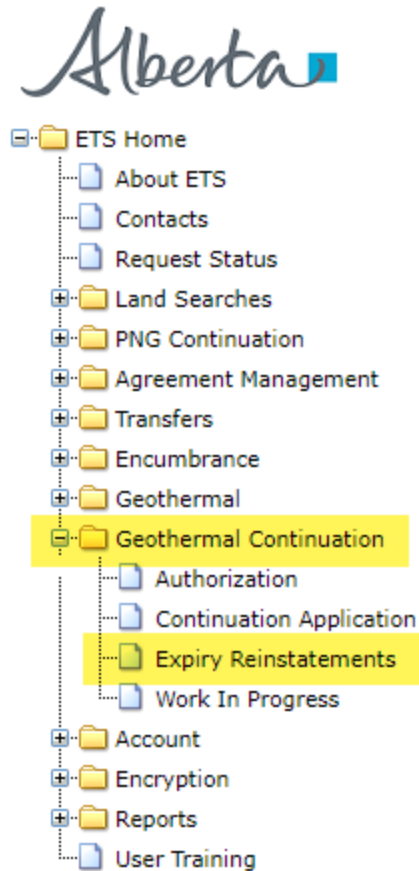 Alberta
ETS Home
About ETS
Contacts
Request Status
Land Searches
PNG Continuation
Agreement Management
Transfers
Encumbrance
Geothermal
Geothermal Continuation
Authorization
Continuation Application
Expiry Reinstatements
Work In Progress
Account
Encryption
Reports
User Training